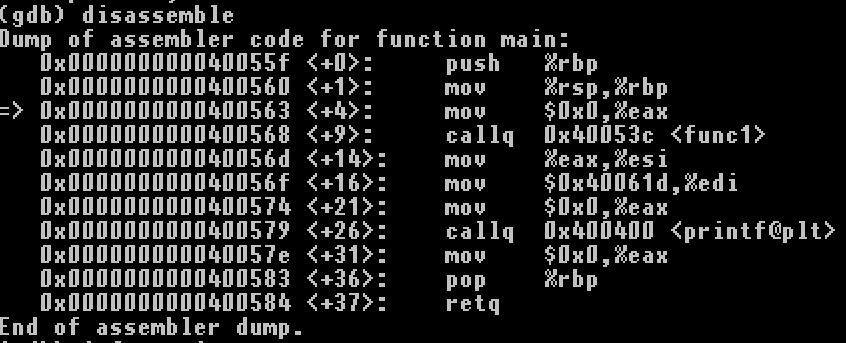 (gdb) disassemble
Dump of assembler code for function main:
   0x000000000040055f <+0>:     push   %rbp
   0x0000000000400560 <+1>:     mov    %rsp,%rbp
=> 0x0000000000400563 <+4>:     mov    $0x0,%eax
   0x0000000000400568 <+9>:     callq  0x40053c <func1>
   0x000000000040056d <+14>:    mov    %eax,%esi
   0x000000000040056f <+16>:    mov    $0x40061d,%edi
   0x0000000000400574 <+21>:    mov    $0x0,%eax
   0x0000000000400579 <+26>:    callq  0x400400 <printf@plt>
   0x000000000040057e <+31>:    mov    $0x0,%eax
   0x0000000000400583 <+36>:    pop    %rbp
   0x0000000000400584 <+37>:    retq
End of assembler dump.